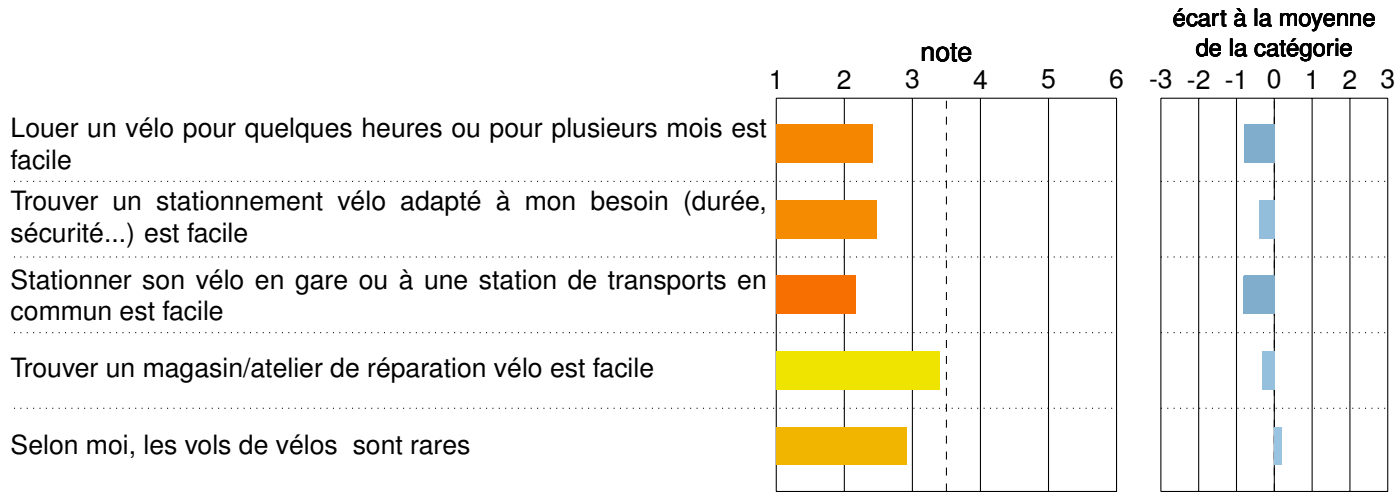 écart à la moyenne
de la catégorie
note
1 2 3 4 5 6
-3 -2 -1 0 1 2 3
Louer un vélo pour quelques heures ou pour plusieurs mois est
facile
Trouver un stationnement vélo adapté à mon besoin (durée,
sécurité...) est facile
Stationner son vélo en gare ou à une station de transports en
commun est facile
Trouver un magasin/atelier de réparation vélo est facile
Selon moi, les vols de vélos sont rares